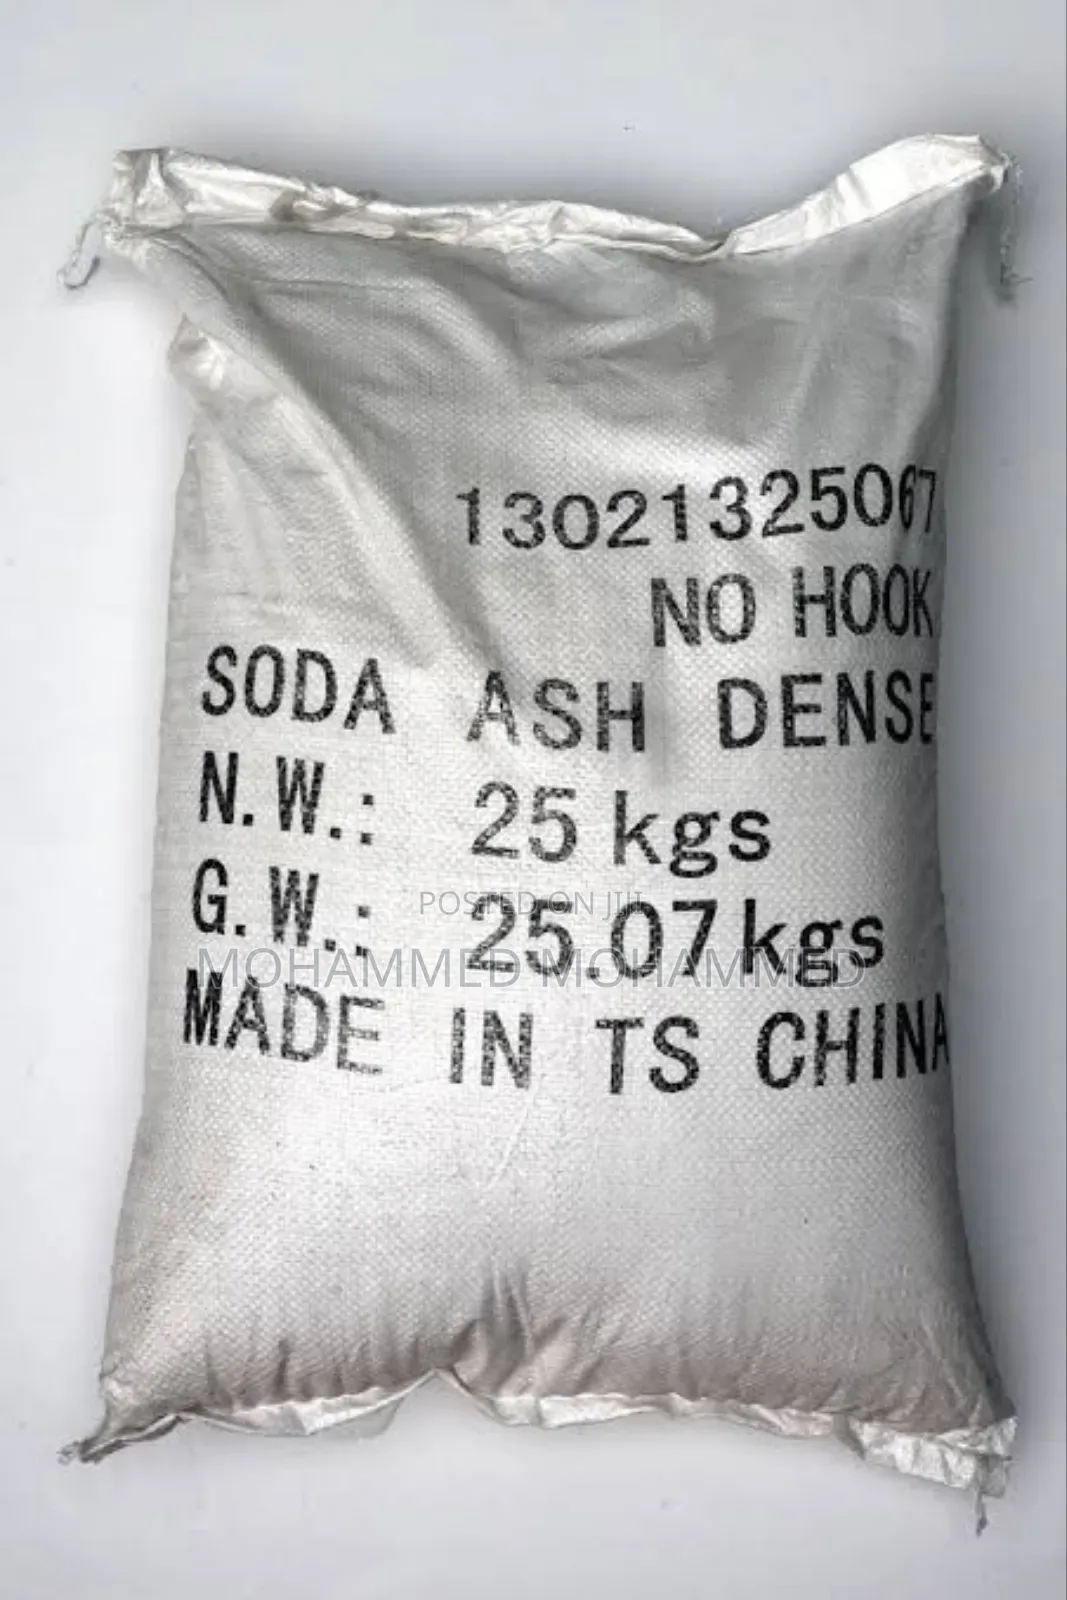 13021325067
NO HOOK
SODA ASH DENSE
N.W.: 25 kgs
G.W.: 25.07 kgs
POSTED ON JIJI
MOHAMMED MOHAMMED
MADE IN TS CHINA